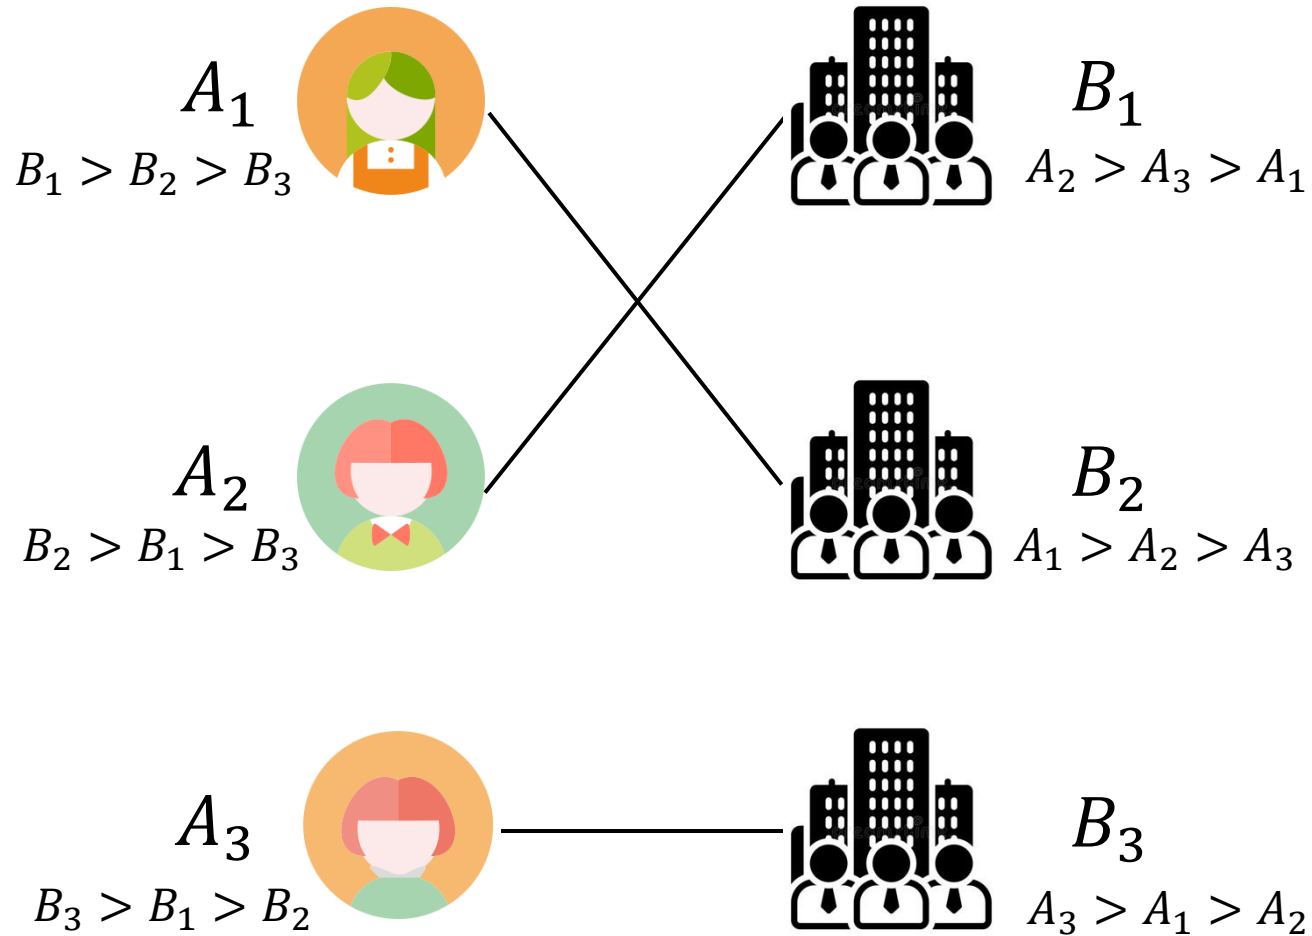 A₁
B₁ > B₂ > B₃
B₁
A₂ > A₃ > A₁
A₂
B₂ > B₁ > B₃
B₂
A₁ > A₂ > A₃
A₃
B₃ > B₁ > B₂
B₃
A₃ > A₁ > A₂